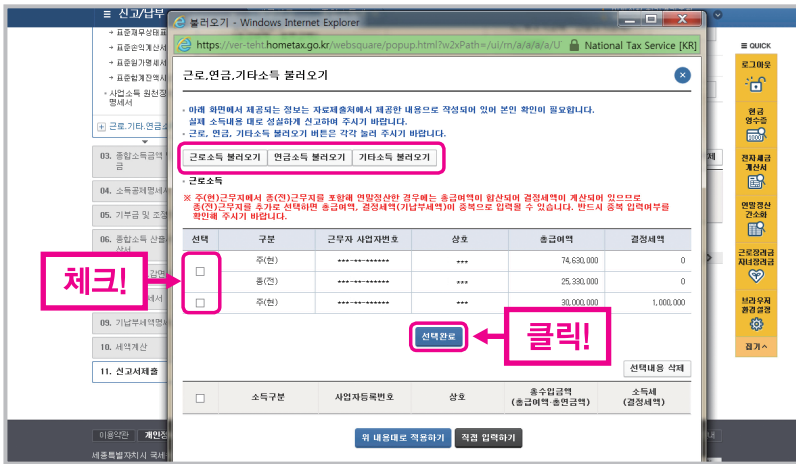 ≡ 신고/납부
불러오기 - Windows Internet Explorer
https://ver-teht.hometax.go.kr/websquare/popup.html?w2xPath=/ui/rn/a/a/a/a/U
National Tax Service [KR]
근로,연금,기타소득 불러오기
- 아래 화면에서 제공되는 정보는 자료제출처에서 제공한 내용으로 작성되어 있어 본인 확인이 필요합니다.
실제 소득내용 대로 성실하게 신고하여 주시기 바랍니다.
- 근로, 연금, 기타소득 불러오기 버튼은 각각 눌러 주시기 바랍니다.
근로소득 불러오기 연금소득 불러오기 기타소득 불러오기
• 근로소득
※ 주(현)근무지에서 종(전)근무지를 포함해 연말정산한 경우에는 총급여액이 합산되어 결정세액이 계산되어 있으므로
종(전)근무지를 추가로 선택하면 총급여액, 결정세액(기납부세액)이 중복으로 입력될 수 있습니다. 반드시 중복 입력여부를
확인해 주시기 바랍니다.
선택 구분 근무자 사업자번호 상호 총급여액 결정세액
주(현) ***-**-****** *** 74,630,000 0
종(전) ***-**-****** *** 25,330,000 0
주(현) ***-**-****** *** 30,000,000 1,000,000
체크!
선택완료
클릭!
선택내용 삭제
소득구분 사업자등록번호 상호 총수입금액 (총급여액·총연금액) 소득세 (결정세액)
위 내용대로 적용하기 직접 입력하기
→ 표준재무상태표
→ 표준손익계산서
→ 표준원가명세서
→ 표준합계잔액시
• 사업소득 원천징
명세서
근로.기타.연금소
03. 종합소득금액
금
04. 소득공제명세서
05. 기부금 및 조정
06. 종합소득 산출
산서
감면
세서
09. 기납부세액명세
10. 세액계산
11. 신고서제출
이용약관 개인정
세종특별자치시 국세
≡ QUICK
로그아웃
현금
영수증
전자세금
계산서
연말정산
간소화
근로장려금
자녀장려금
브라우저
환경설정
접기 ^